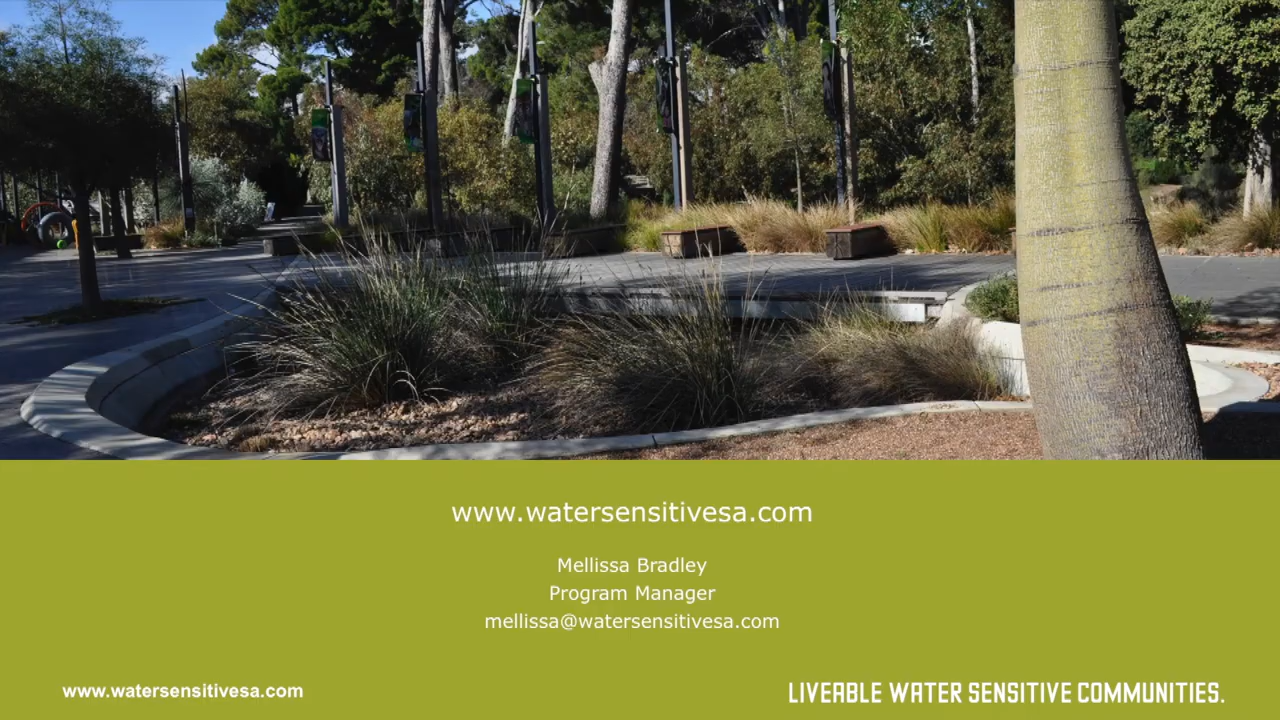 www.watersensitivesa.com
Mellissa Bradley
Program Manager
mellissa@watersensitivesa.com
www.watersensitivesa.com
LIVEABLE WATER SENSITIVE COMMUNITIES.